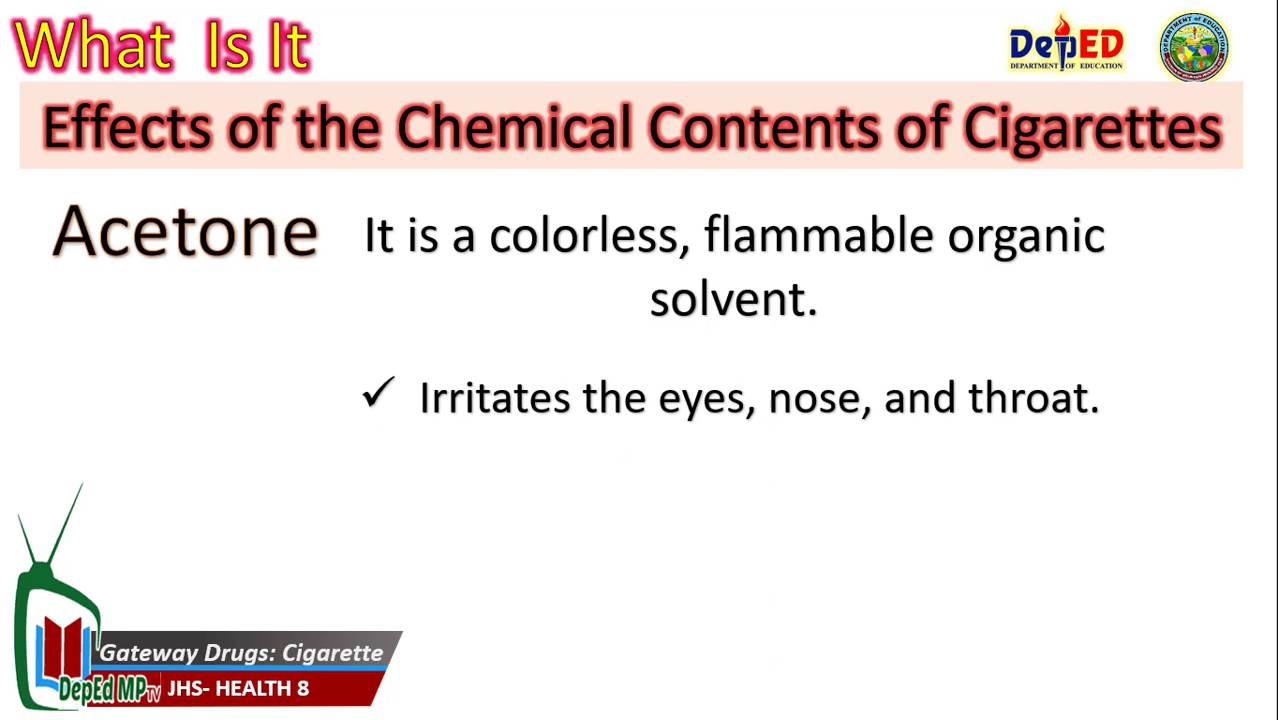 What Is It
DepED
DEPARTMENT OF EDUCATION
Effects of the Chemical Contents of Cigarettes
Acetone
It is a colorless, flammable organic
solvent.
✓ Irritates the eyes, nose, and throat.
Gateway Drugs: Cigarette
DepEd MPTV
JHS- HEALTH 8